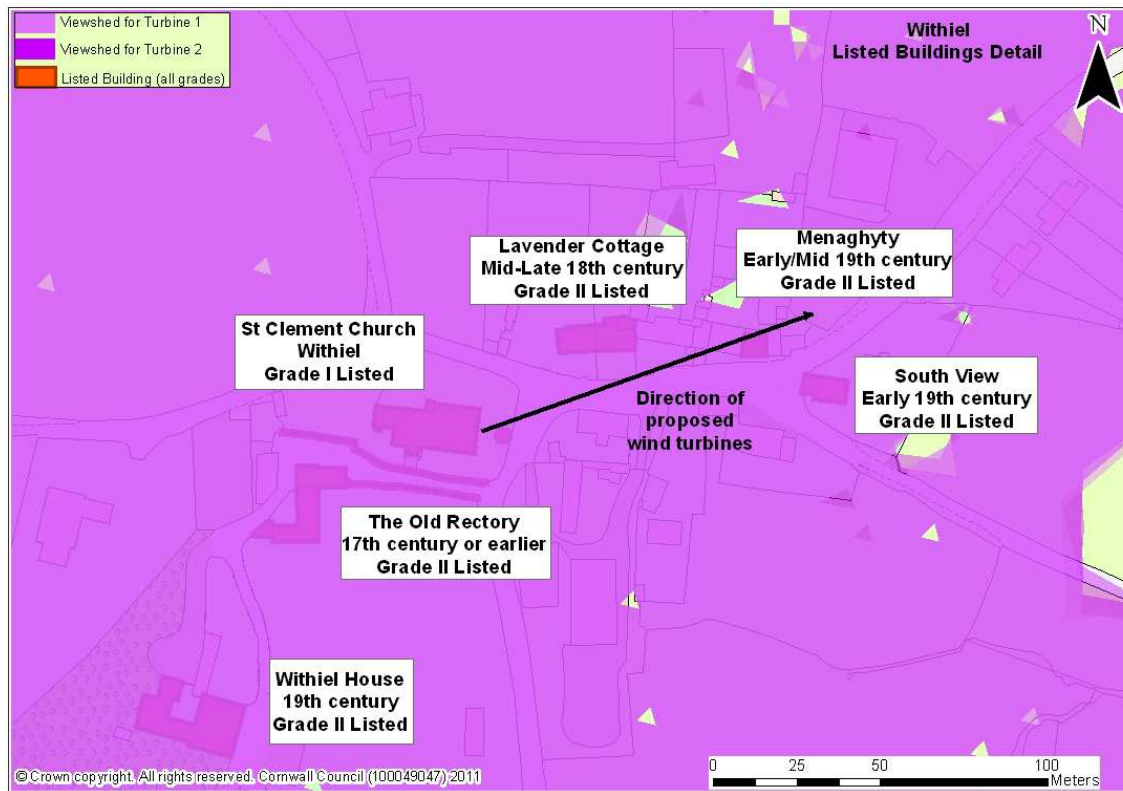 Viewshed for Turbine 1
Viewshed for Turbine 2
Listed Building (all grades)
Withiel
Listed Buildings Detail
N
Lavender Cottage
Mid-Late 18th century
Grade II Listed
Menaghyty
Early/Mid 19th century
Grade II Listed
St Clement Church
Withiel
Grade I Listed
South View
Early 19th century
Grade II Listed
Direction of
proposed
wind turbines
The Old Rectory
17th century or earlier
Grade II Listed
Withiel House
19th century
Grade II Listed
© Crown copyright. All rights reserved. Cornwall Council (100049047) 2011
0 25 50 100
Meters